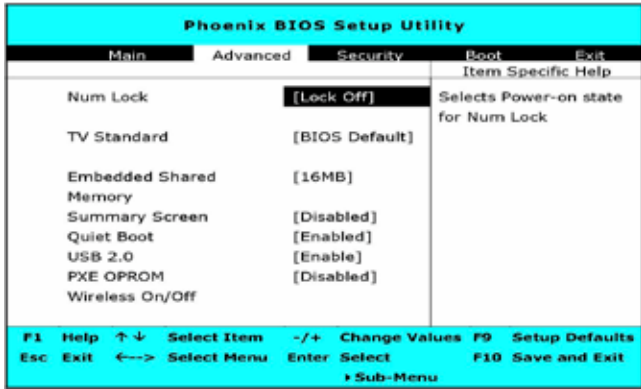 Phoenix BIOS Setup Utility
Main Advanced Security Boot Exit
Item Specific Help
Num Lock [Lock Off]
Selects Power-on state
for Num Lock
TV Standard [BIOS Default]
Embedded Shared [16MB]
Memory
Summary Screen [Disabled]
Quiet Boot [Enabled]
USB 2.0 [Enable]
PXE OPROM [Disabled]
Wireless On/Off
F1 Help ↑↓ Select Item -/+ Change Values F9 Setup Defaults
Esc Exit <--> Select Menu Enter Select F10 Save and Exit
▸Sub-Menu